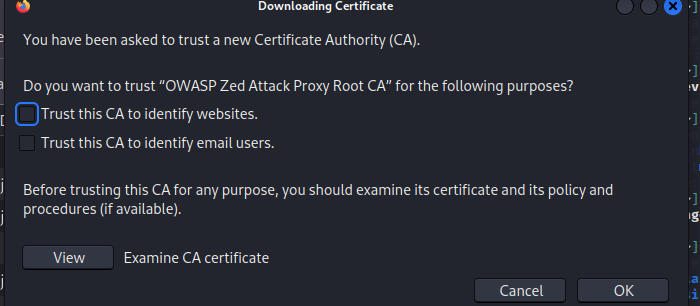 Downloading Certificate
You have been asked to trust a new Certificate Authority (CA).
Do you want to trust “OWASP Zed Attack Proxy Root CA” for the following purposes?
Trust this CA to identify websites.
Trust this CA to identify email users.
Before trusting this CA for any purpose, you should examine its certificate and its policy and
procedures (if available).
View Examine CA certificate
Cancel OK